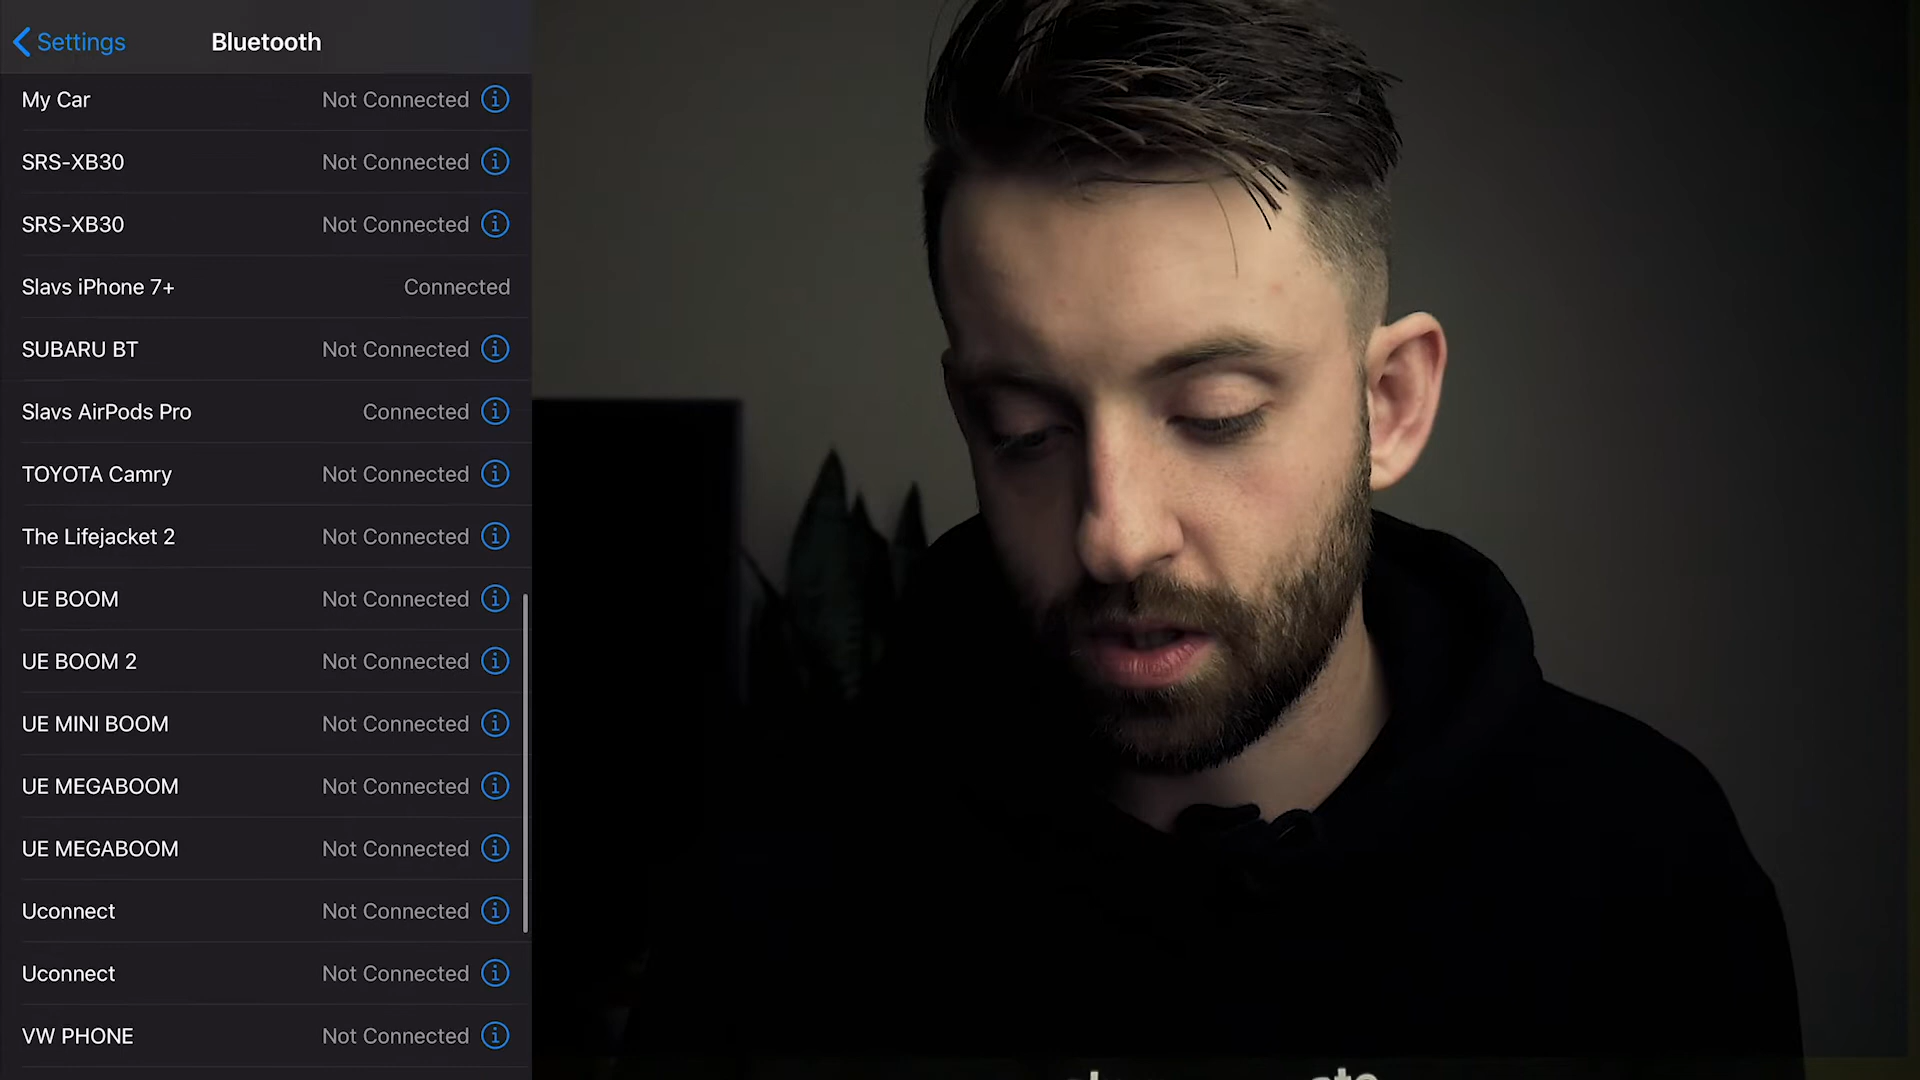 Settings
Bluetooth
My Car Not Connected
SRS-XB30 Not Connected
SRS-XB30 Not Connected
Slavs iPhone 7+ Connected
SUBARU BT Not Connected
Slavs AirPods Pro Connected
TOYOTA Camry Not Connected
The Lifejacket 2 Not Connected
UE BOOM Not Connected
UE BOOM 2 Not Connected
UE MINI BOOM Not Connected
UE MEGABOOM Not Connected
UE MEGABOOM Not Connected
Uconnect Not Connected
Uconnect Not Connected
VW PHONE Not Connected